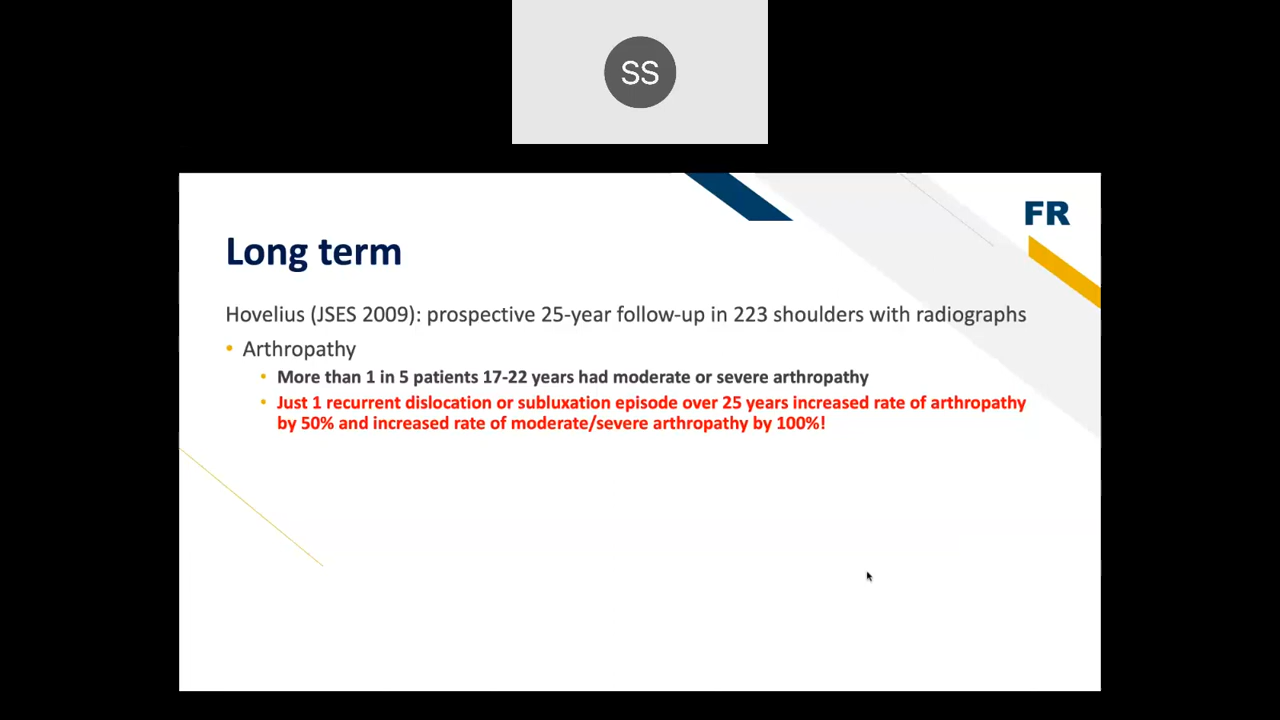 SS
FR
Long term
Hovelius (JSES 2009): prospective 25-year follow-up in 223 shoulders with radiographs
• Arthropathy
• More than 1 in 5 patients 17-22 years had moderate or severe arthropathy
• Just 1 recurrent dislocation or subluxation episode over 25 years increased rate of arthropathy
by 50% and increased rate of moderate/severe arthropathy by 100%!